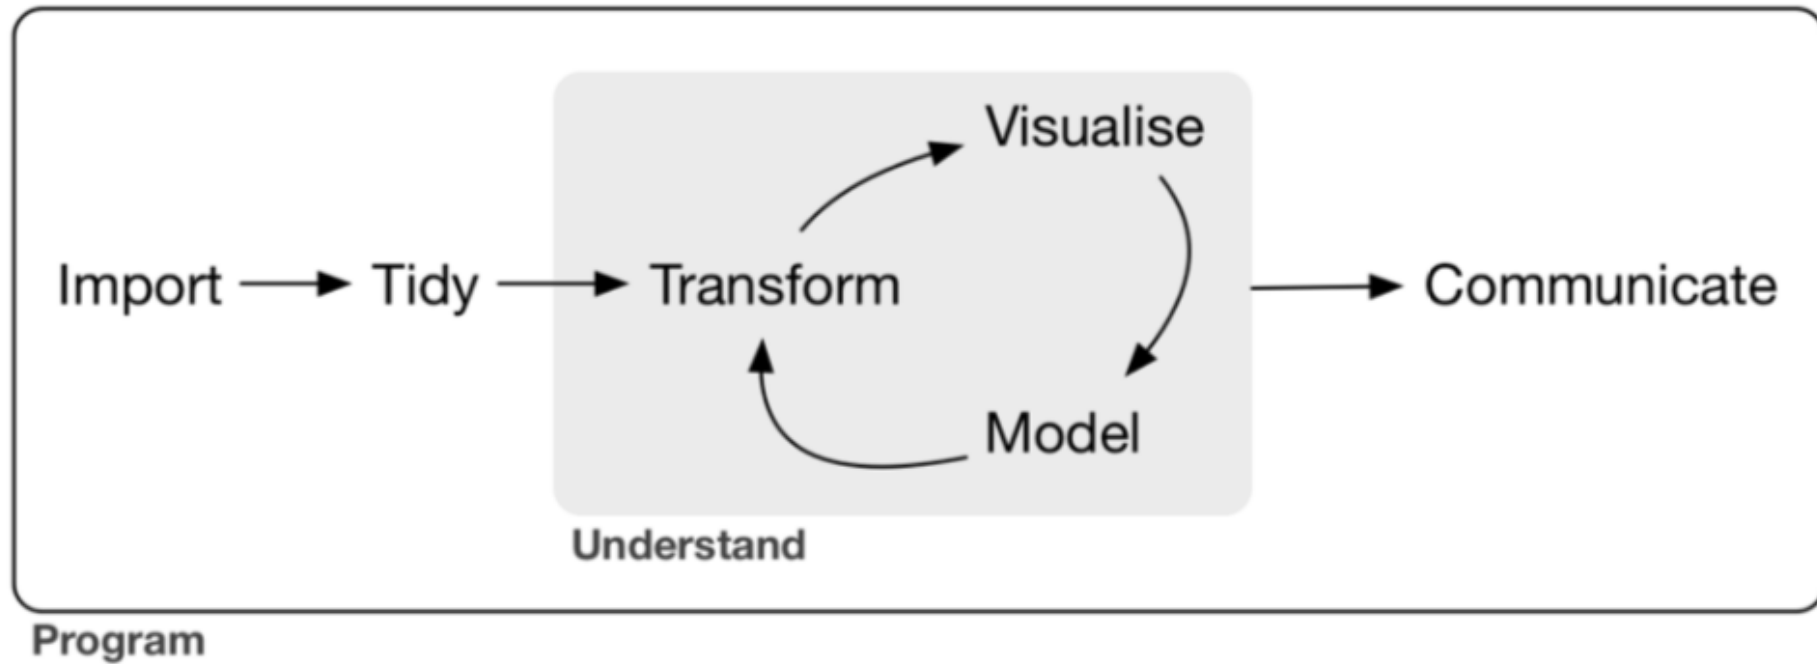 Visualise
Import Tidy Transform Communicate
Model
Understand
Program